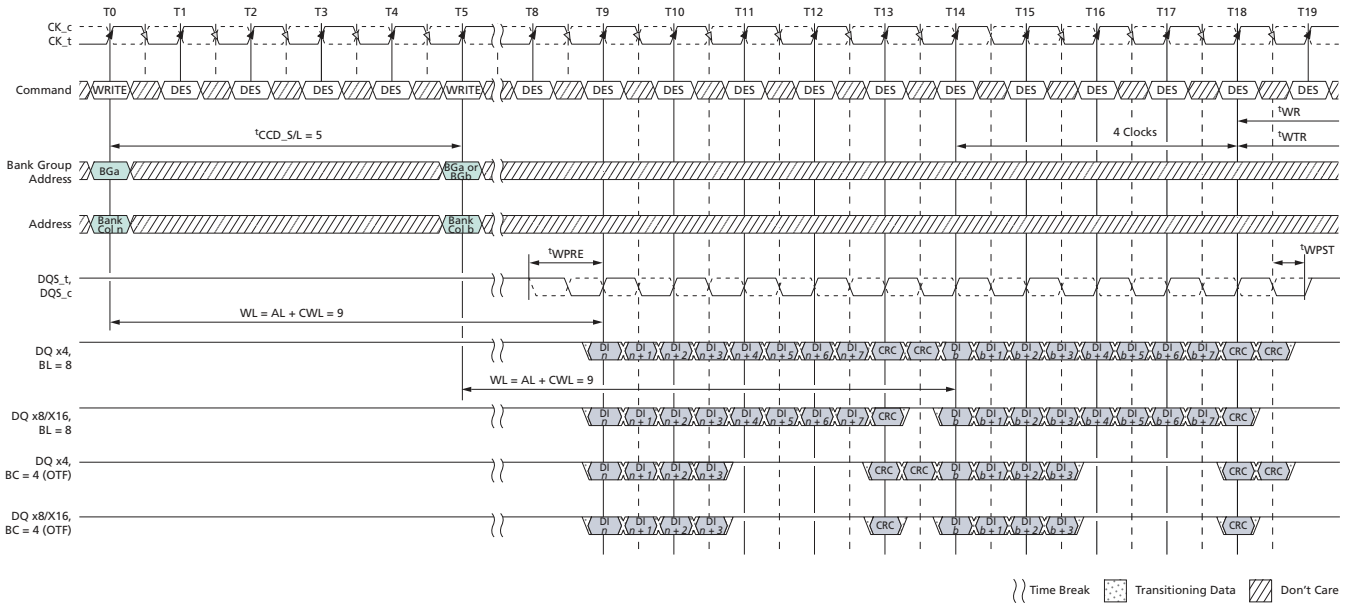 T0 T1 T2 T3 T4 T5 T8 T9 T10 T11 T12 T13 T14 T15 T16 T17 T18 T19
CK_c
CK_t
Command WRITE DES DES DES DES WRITE DES DES DES DES DES DES DES DES DES DES DES DES
tWR
tCCD_S/L = 5 4 Clocks tWTR
Bank Group
Address BGa BGa or
BGb
Address Bank
Col n Bank
Col b
tWPRE tWPST
DQS_t,
DQS_c
WL = AL + CWL = 9
DQ x4,
BL = 8 DI
n DI
n + 1 DI
n + 2 DI
n + 3 DI
n + 4 DI
n + 5 DI
n + 6 DI
n + 7 CRC CRC DI
b DI
b + 1 DI
b + 2 DI
b + 3 DI
b + 4 DI
b + 5 DI
b + 6 DI
b + 7 CRC CRC
WL = AL + CWL = 9
DQ x8/X16,
BL = 8 DI
n DI
n + 1 DI
n + 2 DI
n + 3 DI
n + 4 DI
n + 5 DI
n + 6 DI
n + 7 CRC DI
b DI
b + 1 DI
b + 2 DI
b + 3 DI
b + 4 DI
b + 5 DI
b + 6 DI
b + 7 CRC
DQ x4,
BC = 4 (OTF) DI
n DI
n + 1 DI
n + 2 DI
n + 3 CRC CRC DI
b DI
b + 1 DI
b + 2 DI
b + 3 CRC CRC
DQ x8/X16,
BC = 4 (OTF) DI
n DI
n + 1 DI
n + 2 DI
n + 3 CRC DI
b DI
b + 1 DI
b + 2 DI
b + 3 CRC
Time Break Transitioning Data Don't Care